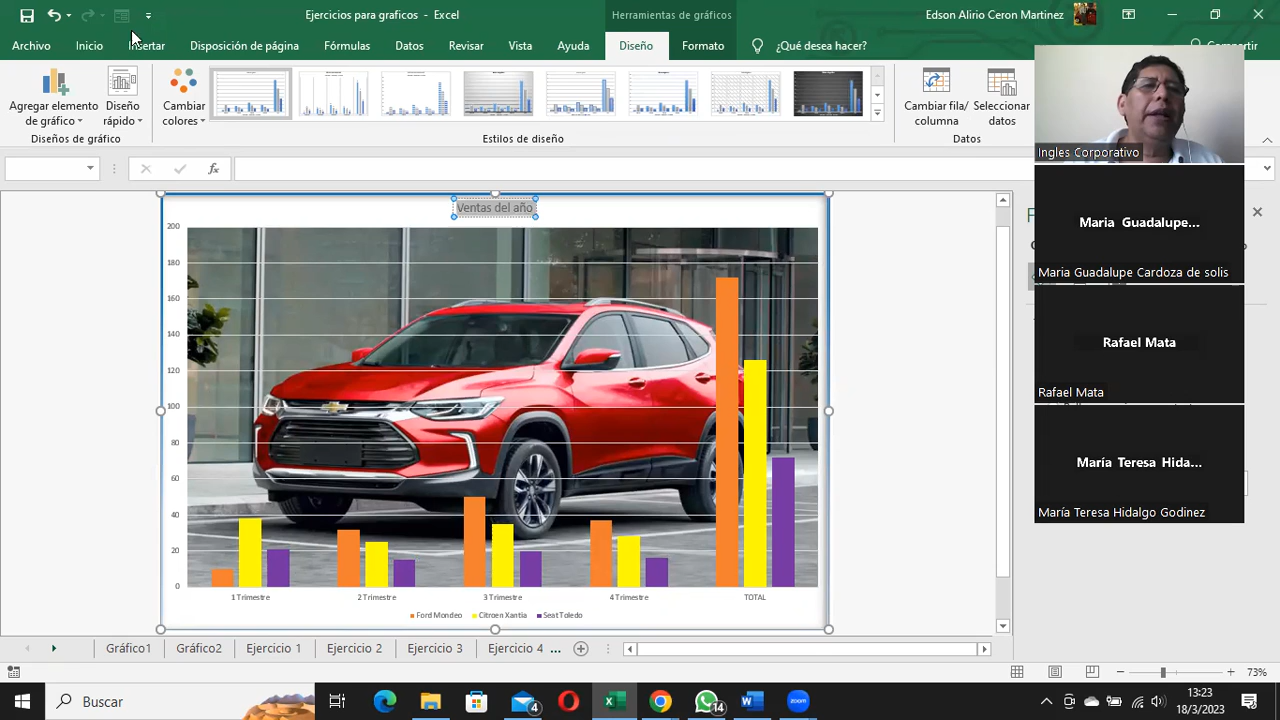 Ejercicios para graficos - Excel
Herramientas de gráficos
Edson Alirio Ceron Martinez
Archivo Inicio Insertar Disposición de página Fórmulas Datos Revisar Vista Ayuda Diseño Formato ¿Qué desea hacer? Compartir
Agregar elemento de gráfico
Diseño rápido
Cambiar colores
Cambiar fila/ columna
Seleccionar datos
Diseños de gráfico
Estilos de diseño
Datos
fx
Ventas del año
200
180
160
140
120
100
80
60
40
20
0
1 Trimestre 2 Trimestre 3 Trimestre 4 Trimestre TOTAL
Ford Mondeo Citroen Xantia Seat Toledo
Ingles Corporativo
Maria Guadalupe...
Maria Guadalupe Cardoza de solis
Rafael Mata
Rafael Mata
María Teresa Hida...
María Teresa Hidalgo Godinez
Gráfico1 Gráfico2 Ejercicio 1 Ejercicio 2 Ejercicio 3 Ejercicio 4 ...
73%
Buscar
4
14
zoom
13:23
18/3/2023